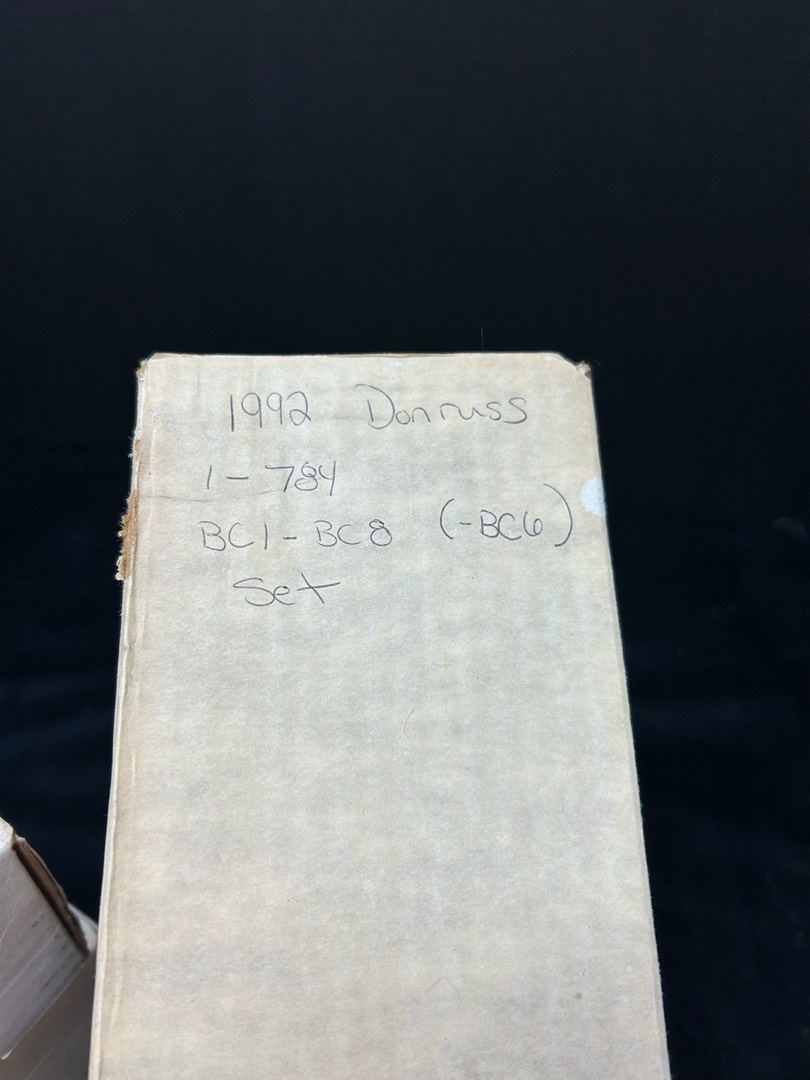 1992 Donruss
1-784
BC1-BC8 (-BC6)
Set